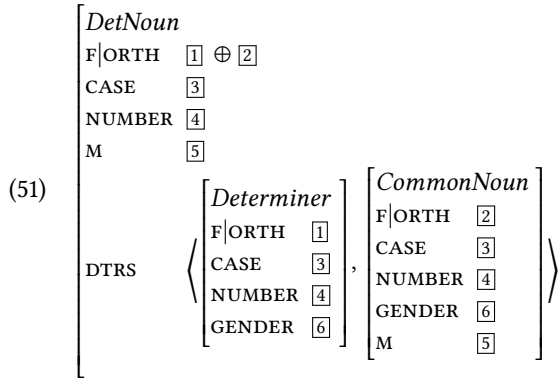 DetNoun
F|ORTH 1 ⊕ 2
CASE 3
NUMBER 4
M 5
(51)
DTRS ⟨ [Determiner F|ORTH 1 CASE 3 NUMBER 4 GENDER 6], [CommonNoun F|ORTH 2 CASE 3 NUMBER 4 GENDER 6 M 5] ⟩